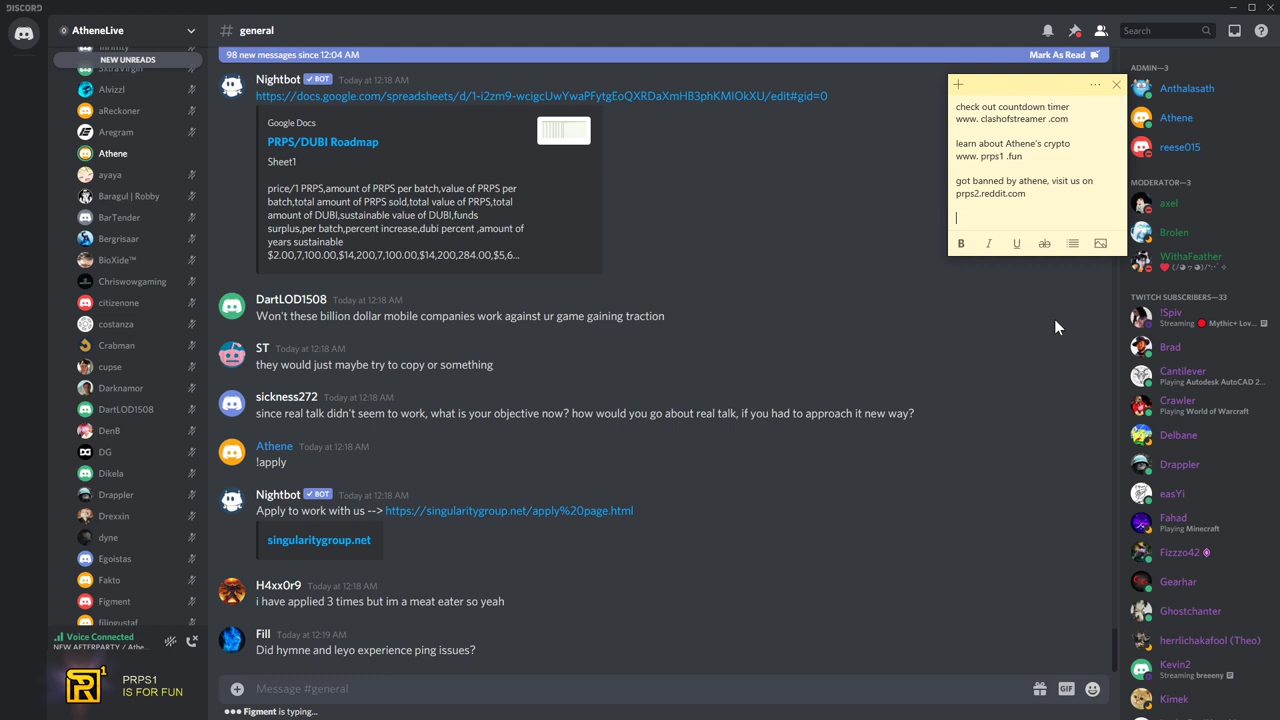 DISCORD
AtheneLive
# general
Search
98 new messages since 12:04 AM
Mark As Read
NEW UNREADS
Alvizzl
aReckoner
Aregram
Athene
ayaya
Baragul | Robby
BarTender
Bergrisaar
BioXide™
Chriswowgaming
citizenone
costanza
Crabman
cupse
Darknamor
DartLOD1508
DenB
DG
Dikela
Drappler
Drexxin
dyne
Egoistas
Fakto
Figment
filingustaf
Voice Connected
NEW AFTERPARTY / Athe...
PRPS1
IS FOR FUN
Nightbot BOT Today at 12:18 AM
https://docs.google.com/spreadsheets/d/1-i2zm9-wcigcUwYwaPFytgEoQXRDaXmHB3phKMIOkXU/edit#gid=0
Google Docs
PRPS/DUBI Roadmap
Sheet1
price/1 PRPS,amount of PRPS per batch,value of PRPS per
batch,total amount of PRPS sold,total value of PRPS,total
amount of DUBI,sustainable value of DUBI,funds
surplus,per batch,percent increase,dubi percent ,amount of
years sustainable
$2.00,7,100.00,$14,200,7,100.00,$14,200,284.00,$5,6...
DartLOD1508 Today at 12:18 AM
Won't these billion dollar mobile companies work against ur game gaining traction
ST Today at 12:18 AM
they would just maybe try to copy or something
sickness272 Today at 12:18 AM
since real talk didn't seem to work, what is your objective now? how would you go about real talk, if you had to approach it new way?
Athene Today at 12:18 AM
!apply
Nightbot BOT Today at 12:18 AM
Apply to work with us --> https://singularitygroup.net/apply%20page.html
singularitygroup.net
H4xx0r9 Today at 12:18 AM
i have applied 3 times but im a meat eater so yeah
Fill Today at 12:19 AM
Did hymne and leyo experience ping issues?
Message #general
GIF
Figment is typing...
check out countdown timer
www. clashofstreamer .com
learn about Athene's crypto
www. prps1 .fun
got banned by athene, visit us on
prps2.reddit.com
B I U ab
ADMIN—3
Anthalasath
Athene
reese015
MODERATOR—3
axel
Brolen
WithaFeather
TWITCH SUBSCRIBERS—33
!Spiv
Streaming Mythic+ Lov...
Brad
Cantilever
Playing Autodesk AutoCAD 2...
Crawler
Playing World of Warcraft
Delbane
Drappler
easYi
Fahad
Playing Minecraft
Fizzzo42
Gearhar
Ghostchanter
herrlichakafool (Theo)
Kevin2
Streaming breeeny
Kimek